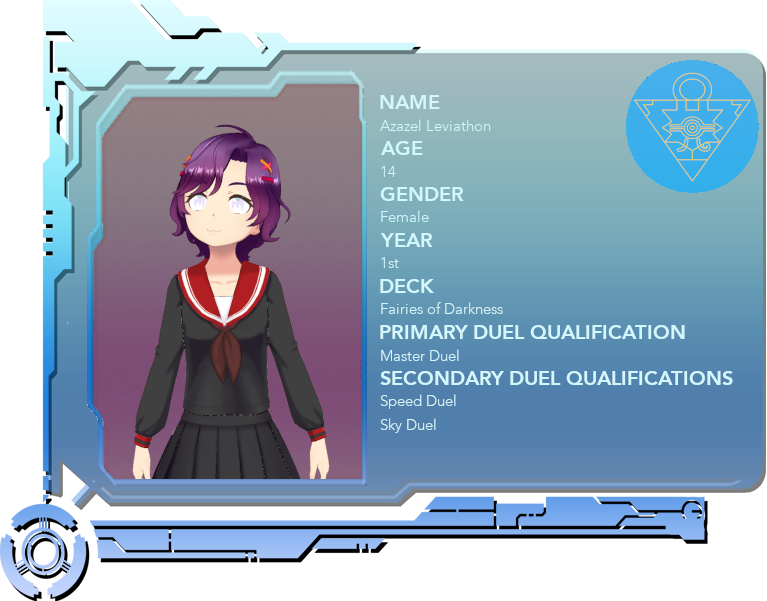 NAME
Azazel Leviathon
AGE
14
GENDER
Female
YEAR
1st
DECK
Fairies of Darkness
PRIMARY DUEL QUALIFICATION
Master Duel
SECONDARY DUEL QUALIFICATIONS
Speed Duel
Sky Duel